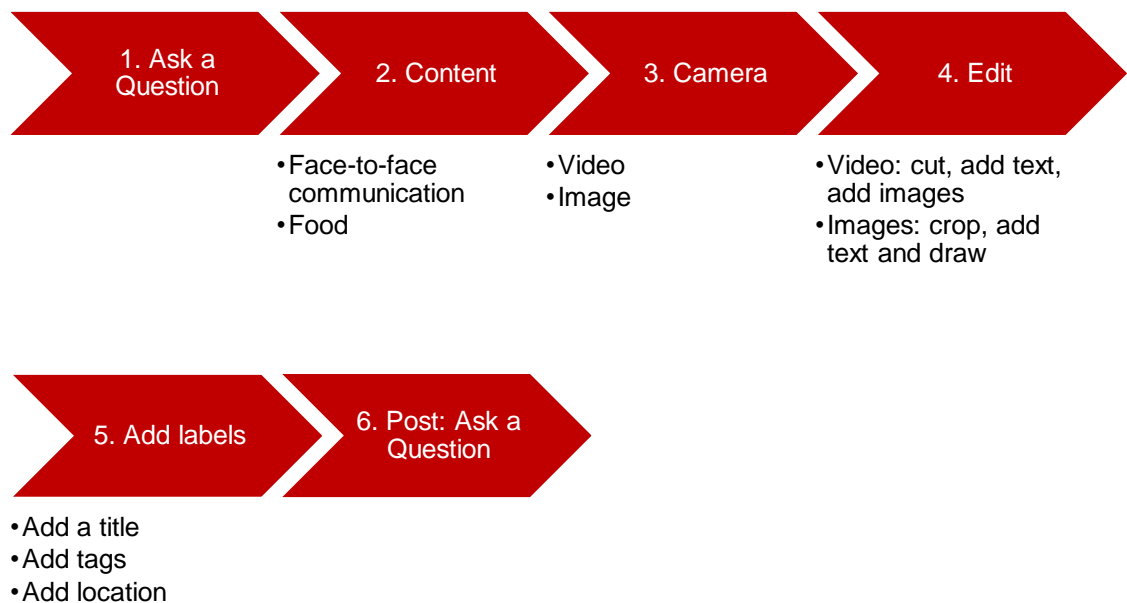 1. Ask a
Question
2. Content
3. Camera
4. Edit
•Face-to-face
communication
•Food
•Video
•Image
•Video: cut, add text,
add images
•Images: crop, add
text and draw
5. Add labels
6. Post: Ask a
Question
•Add a title
•Add tags
•Add location